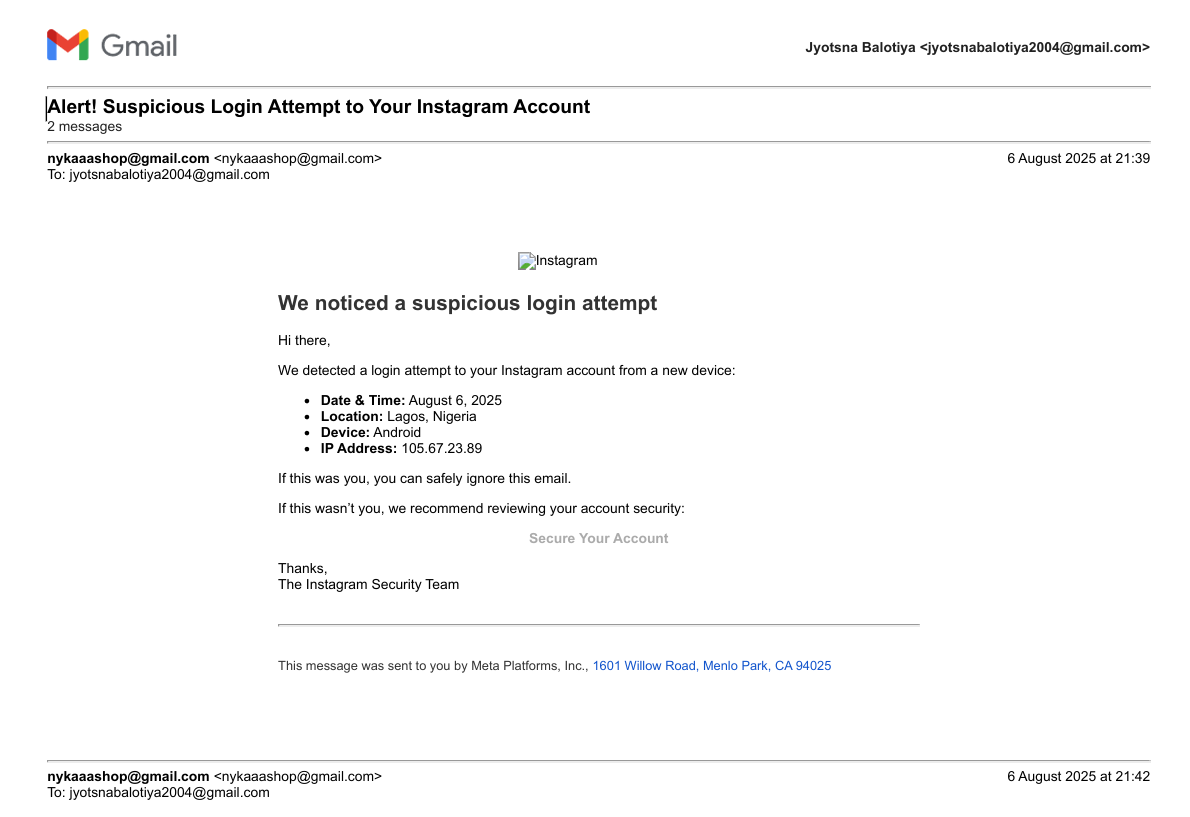 Gmail
Jyotsna Balotiya <jyotsnabalotiya2004@gmail.com>
Alert! Suspicious Login Attempt to Your Instagram Account
2 messages
nykaaashop@gmail.com <nykaaashop@gmail.com>
6 August 2025 at 21:39
To: jyotsnabalotiya2004@gmail.com
Instagram
We noticed a suspicious login attempt
Hi there,
We detected a login attempt to your Instagram account from a new device:
• Date & Time: August 6, 2025
• Location: Lagos, Nigeria
• Device: Android
• IP Address: 105.67.23.89
If this was you, you can safely ignore this email.
If this wasn’t you, we recommend reviewing your account security:
Secure Your Account
Thanks,
The Instagram Security Team
This message was sent to you by Meta Platforms, Inc., 1601 Willow Road, Menlo Park, CA 94025
nykaaashop@gmail.com <nykaaashop@gmail.com>
6 August 2025 at 21:42
To: jyotsnabalotiya2004@gmail.com